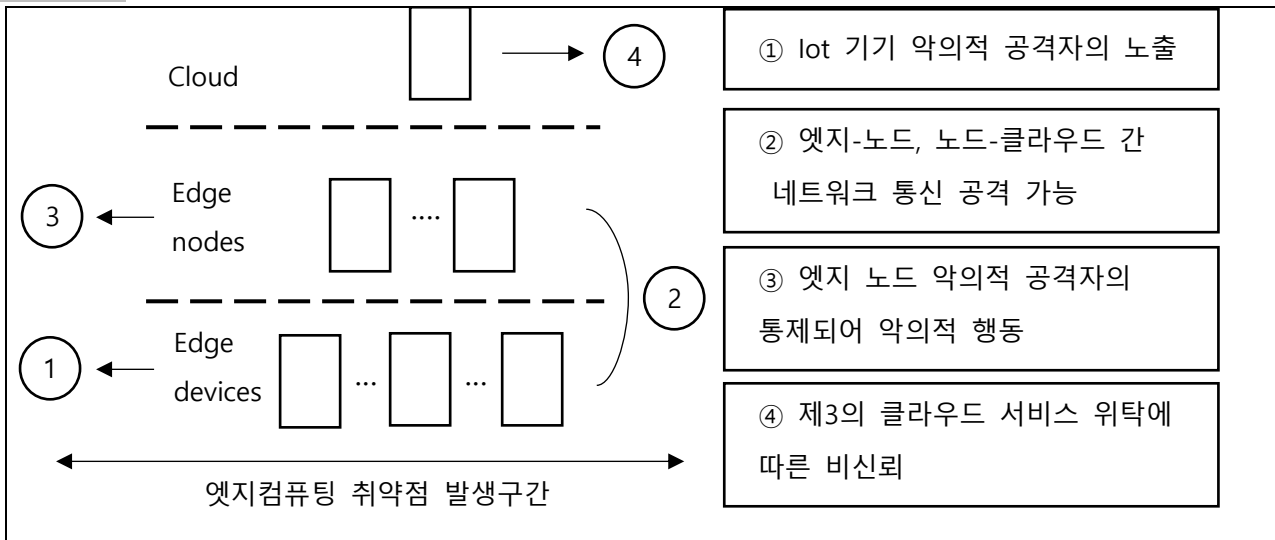 Cloud
4
Edge
nodes
3
....
2
Edge
devices
1
...
...
엣지컴퓨팅 취약점 발생구간
① Iot 기기 악의적 공격자의 노출
② 엣지-노드, 노드-클라우드 간
네트워크 통신 공격 가능
③ 엣지 노드 악의적 공격자의
통제되어 악의적 행동
④ 제3의 클라우드 서비스 위탁에
따른 비신뢰